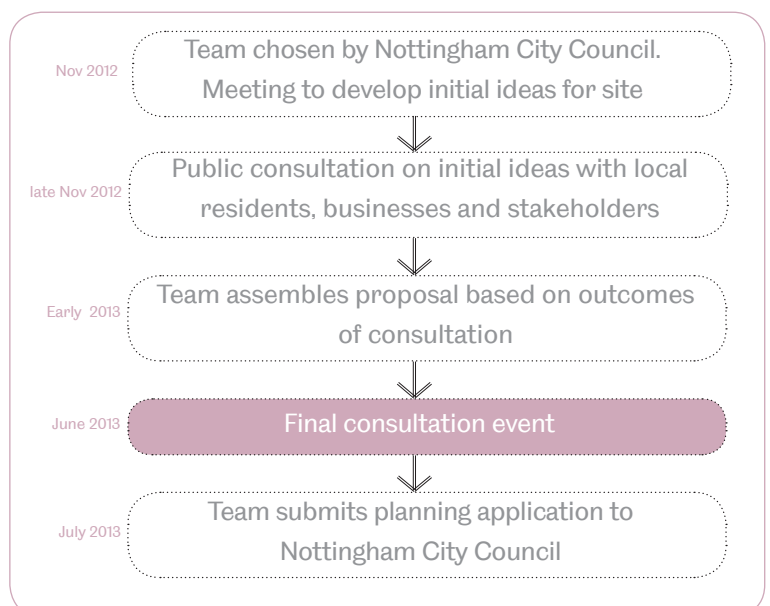 Nov 2012
Team chosen by Nottingham City Council.
Meeting to develop initial ideas for site
late Nov 2012
Public consultation on initial ideas with local
residents, businesses and stakeholders
Early 2013
Team assembles proposal based on outcomes
of consultation
June 2013
Final consultation event
July 2013
Team submits planning application to
Nottingham City Council